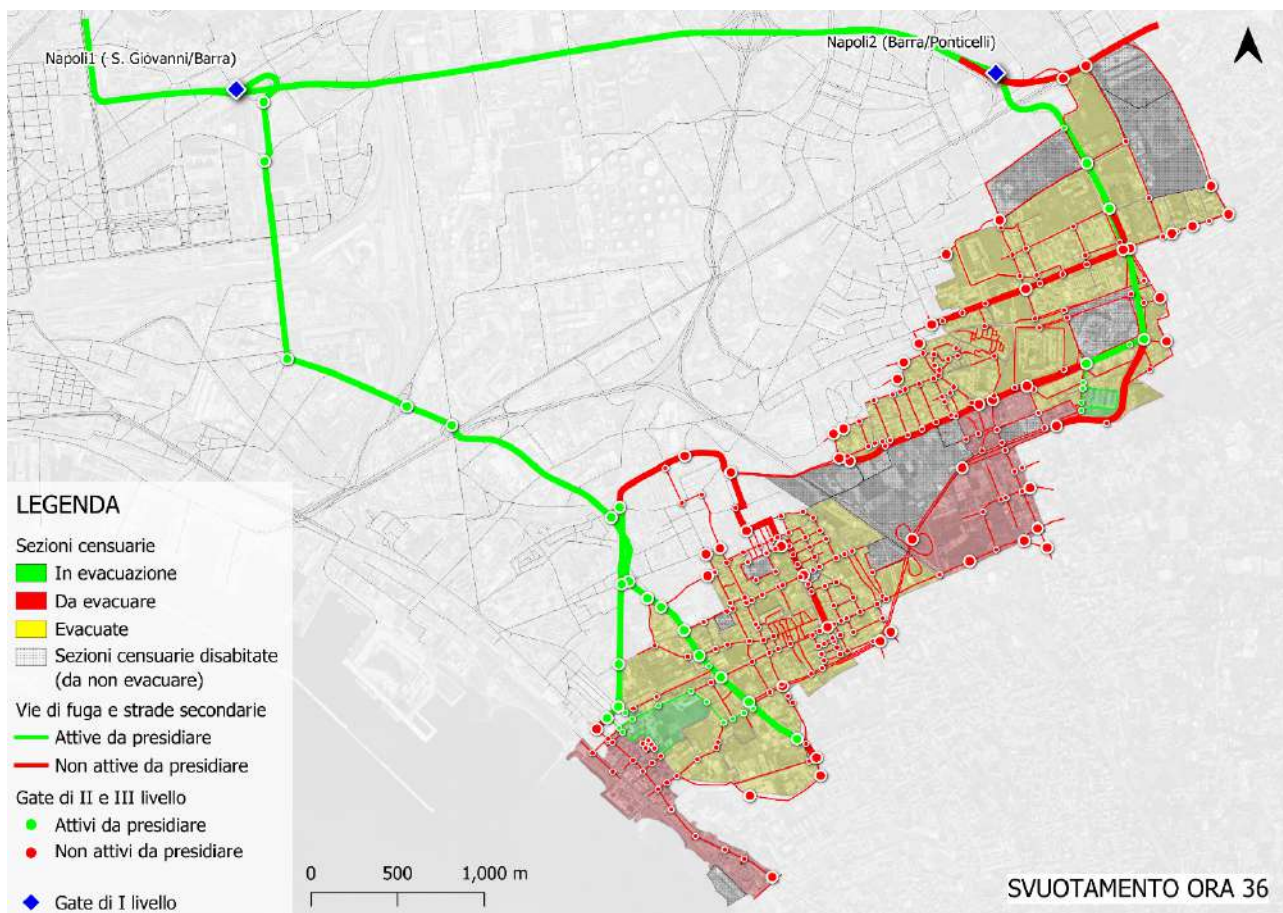 Napoli1 ( S. Giovanni/Barra)
Napoli2 (Barra/Ponticelli)
LEGENDA
Sezioni censuarie
In evacuazione
Da evacuare
Evacuate
Sezioni censuarie disabitate
(da non evacuare)
Vie di fuga e strade secondarie
Attive da presidiare
Non attive da presidiare
Gate di II e III livello
Attivi da presidiare
Non attivi da presidiare
Gate di I livello
0 500 1,000 m
SVUOTAMENTO ORA 36